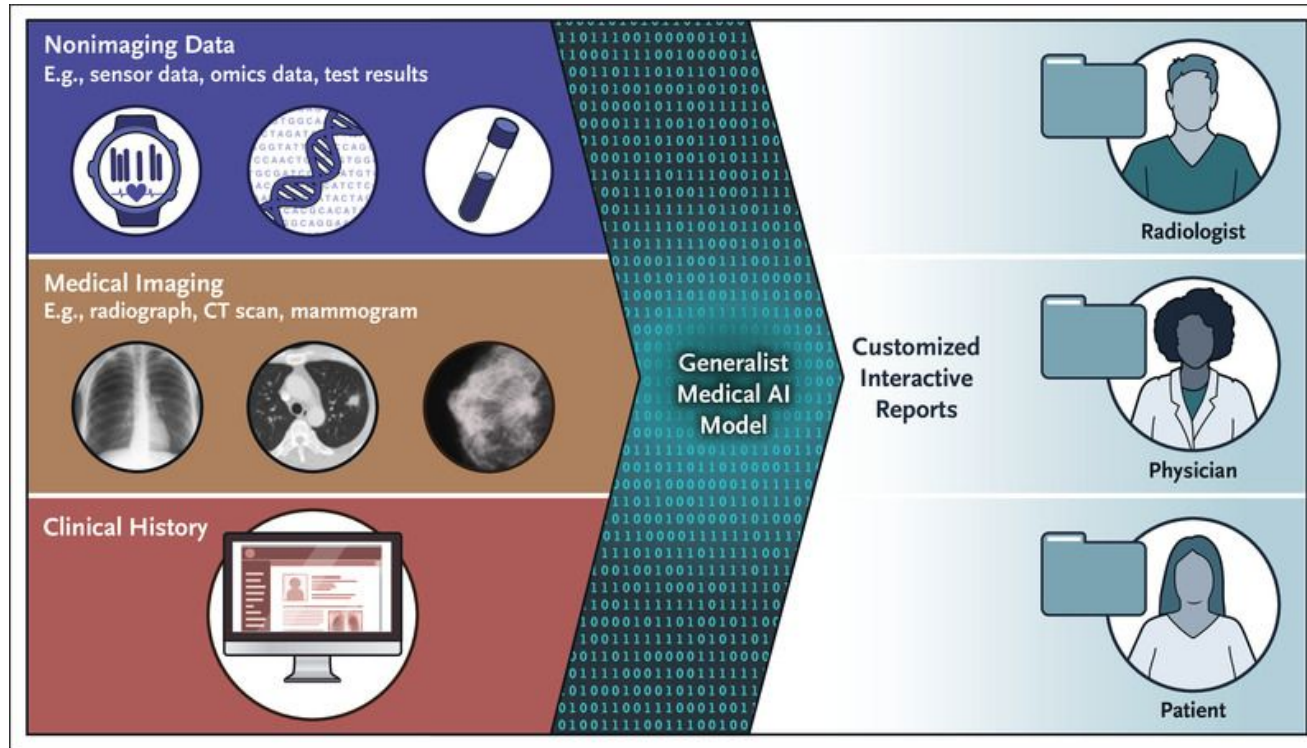 Nonimaging Data
E.g., sensor data, omics data, test results
Medical Imaging
E.g., radiograph, CT scan, mammogram
Clinical History
Generalist
Medical AI
Model
Customized
Interactive
Reports
Radiologist
Physician
Patient